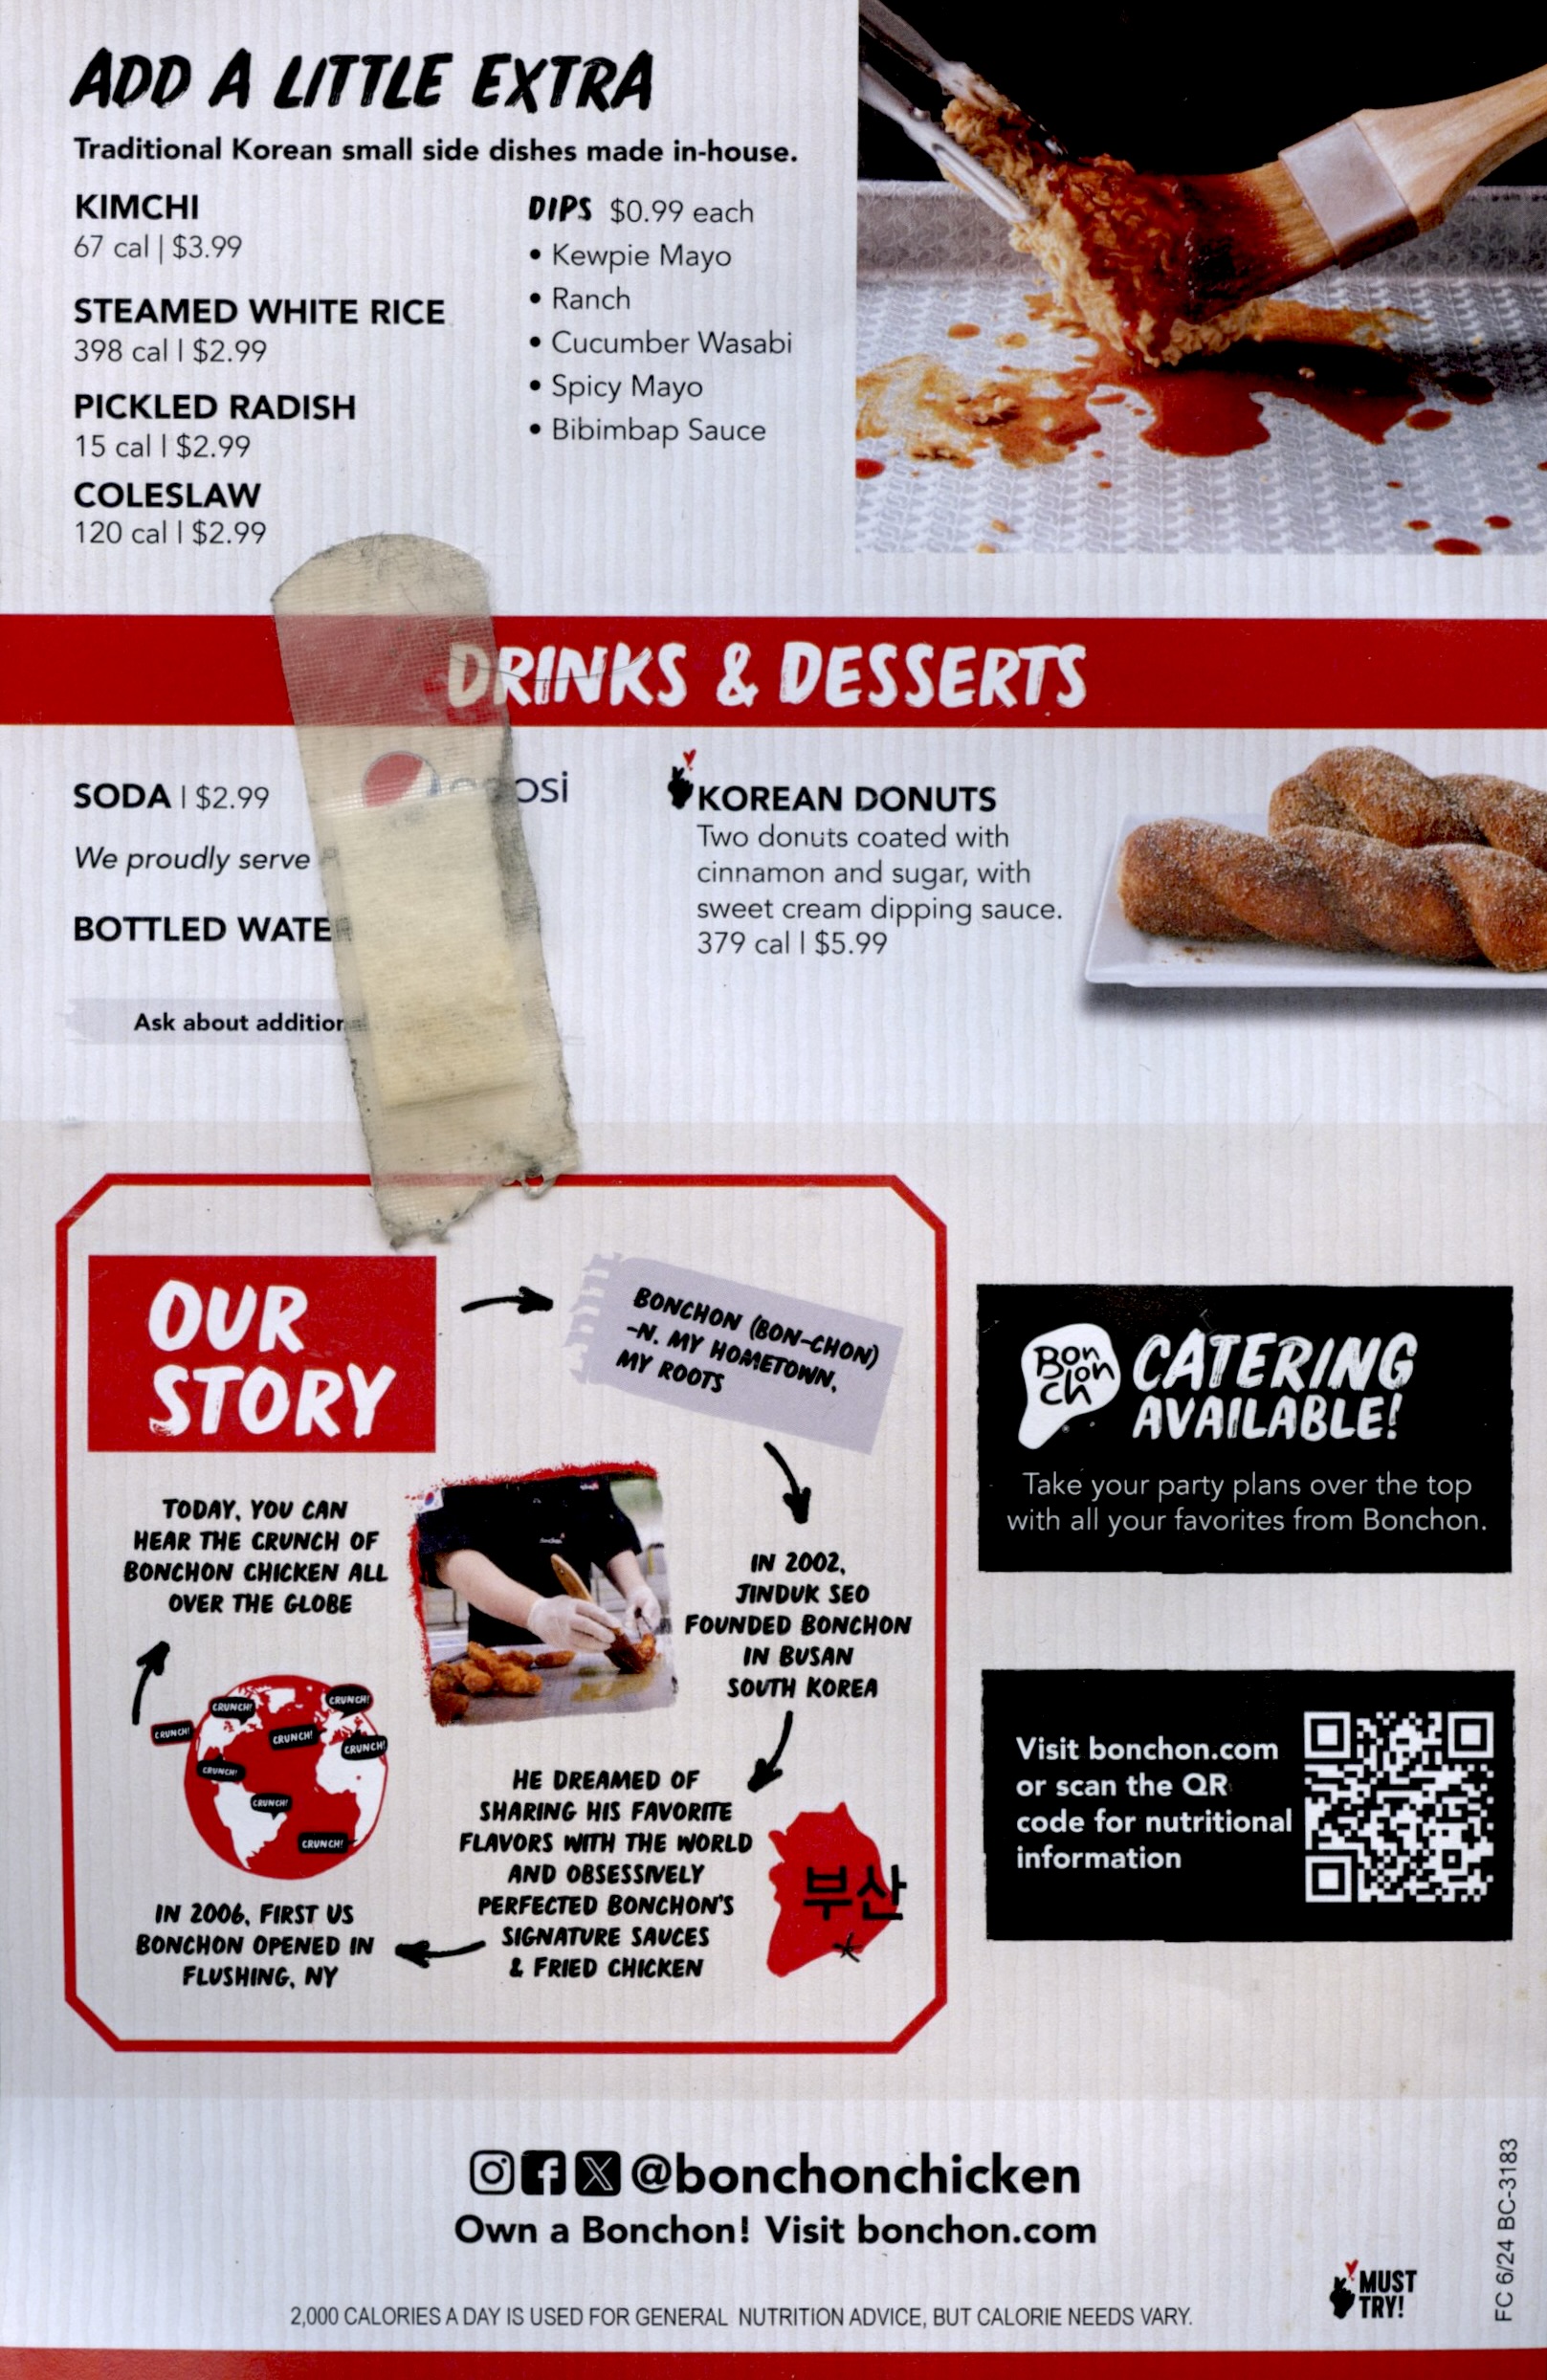 ADD A LITTLE EXTRA
Traditional Korean small side dishes made in-house.
KIMCHI
67 cal | $3.99
STEAMED WHITE RICE
398 cal | $2.99
PICKLED RADISH
15 cal | $2.99
COLESLAW
120 cal | $2.99
DIPS $0.99 each
• Kewpie Mayo
• Ranch
• Cucumber Wasabi
• Spicy Mayo
• Bibimbap Sauce
DRINKS & DESSERTS
SODA | $2.99
We proudly serve
BOTTLED
Ask about
KOREAN DONUTS
Two donuts coated with
cinnamon and sugar, with
sweet cream dipping sauce.
379 cal | $5.99
OUR
STORY
BONCHON (BON-CHON)
-N. MY HOMETOWN,
MY ROOTS
IN 2002,
JINDUK SEO
FOUNDED BONCHON
IN BUSAN
SOUTH KOREA
HE DREAMED OF
SHARING HIS FAVORITE
FLAVORS WITH THE WORLD
AND OBSESSIVELY
PERFECTED BONCHON'S
SIGNATURE SAUCES
& FRIED CHICKEN
부산
IN 2006, FIRST US
BONCHON OPENED IN
FLUSHING, NY
CRUNCH!
CRUNCH!
CRUNCH!
CRUNCH!
CRUNCH!
CRUNCH!
CRUNCH!
CRUNCH!
TODAY, YOU CAN
HEAR THE CRUNCH OF
BONCHON CHICKEN ALL
OVER THE GLOBE
Bon
Chon
CATERING
AVAILABLE!
Take your party plans over the top
with all your favorites from Bonchon.
Visit bonchon.com
or scan the QR
code for nutritional
information
@bonchonchicken
Own a Bonchon! Visit bonchon.com
MUST
TRY!
2,000 CALORIES A DAY IS USED FOR GENERAL NUTRITION ADVICE, BUT CALORIE NEEDS VARY.
FC 6/24 BC-3183